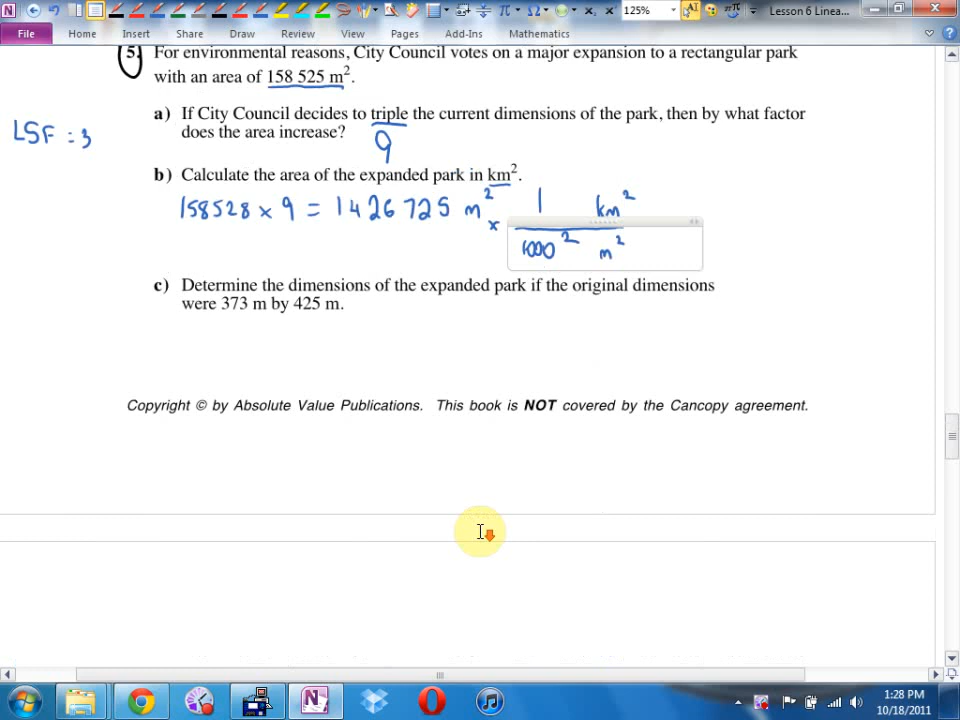 125% Lesson 6 Linea...
File Home Insert Share Draw Review View Pages Add-Ins Mathematics
5. For environmental reasons, City Council votes on a major expansion to a rectangular park
with an area of 158 525 m².
a) If City Council decides to triple the current dimensions of the park, then by what factor
does the area increase?
LSF = 3
9
b) Calculate the area of the expanded park in km².
158528 × 9 = 1426725 m² × 1 km²
1000² m²
c) Determine the dimensions of the expanded park if the original dimensions
were 373 m by 425 m.
Copyright © by Absolute Value Publications. This book is NOT covered by the Cancopy agreement.
1:28 PM
10/18/2011